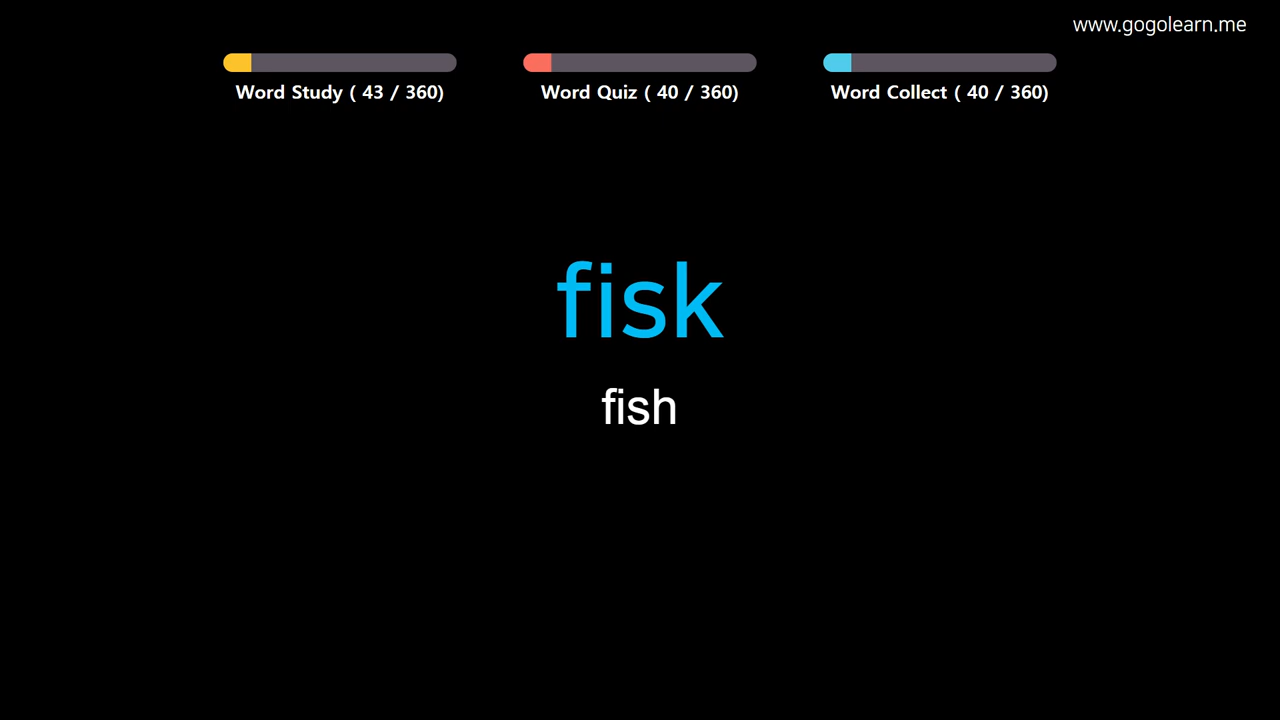 www.gogolearn.me
Word Study ( 43 / 360)
Word Quiz ( 40 / 360)
Word Collect ( 40 / 360)
fisk
fish